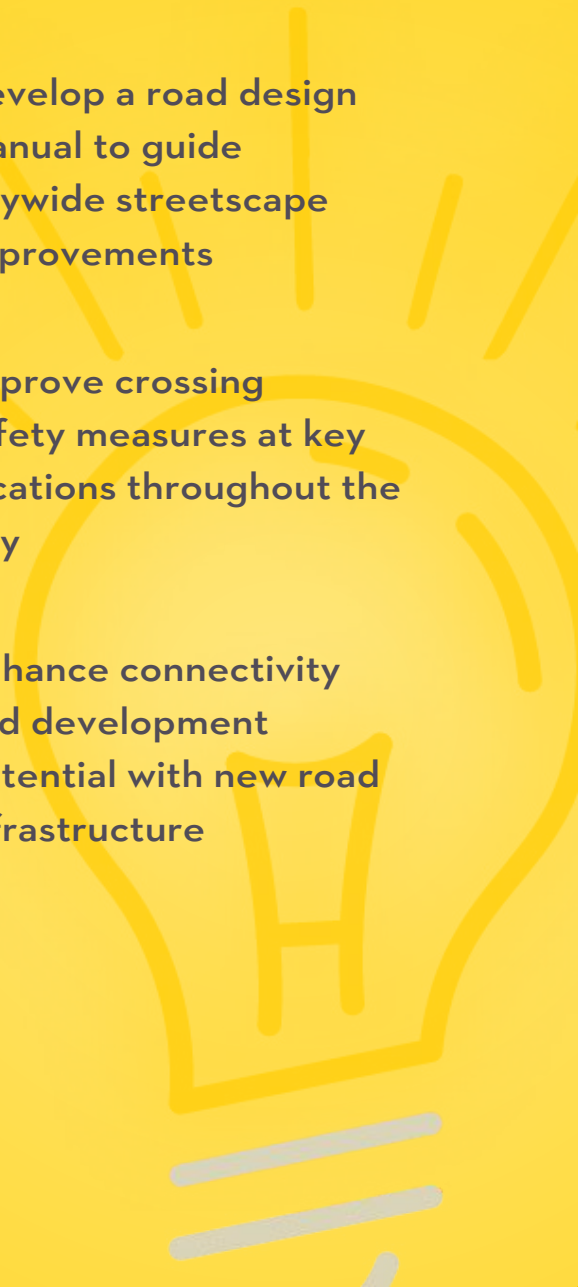 evelop a road design
anual to guide
ywide streetscape
provements
prove crossing
fety measures at key
cations throughout the
y
hance connectivity
d development
tential with new road
frastructure